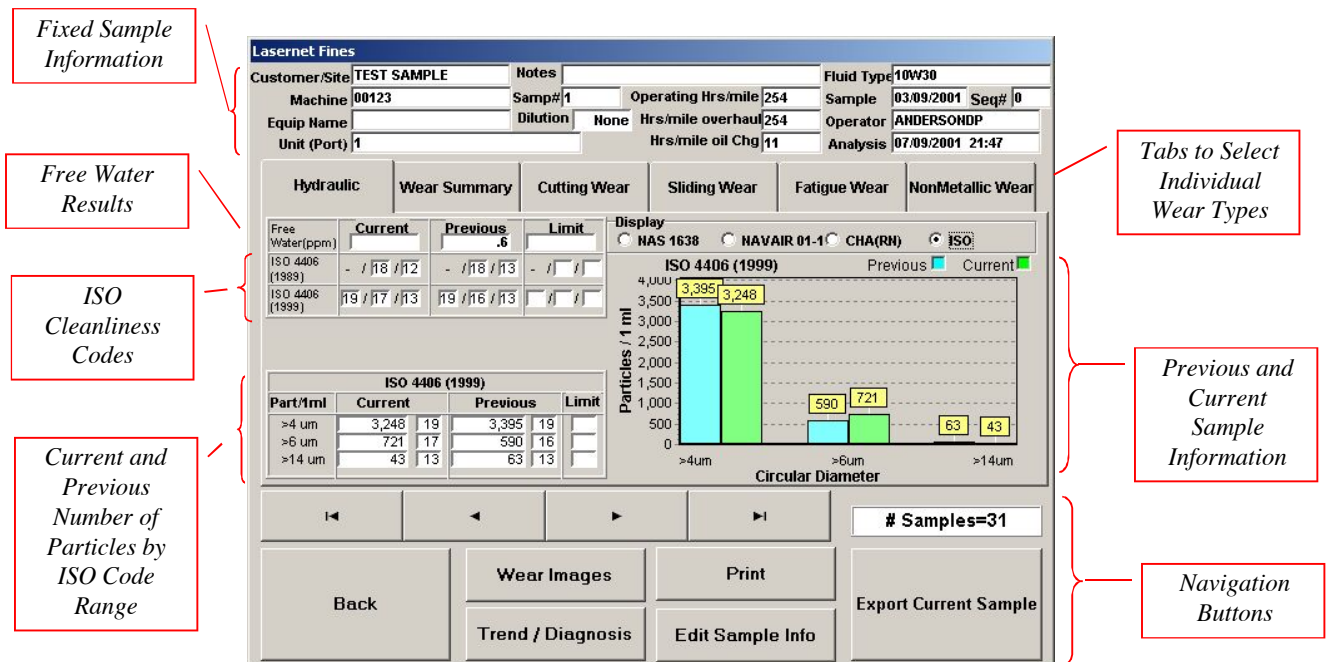 Fixed Sample
Information
Free Water
Results
ISO
Cleanliness
Codes
Current and
Previous
Number of
Particles by
ISO Code
Range
Lasernet Fines
Customer/Site TEST SAMPLE Notes Fluid Type 10W30
Machine 00123 Samp# 1 Operating Hrs/mile 254 Sample 03/09/2001 Seq# 0
Equip Name Dilution None Hrs/mile overhaul 254 Operator ANDERSONDP
Unit (Port) 1 Hrs/mile oil Chg 11 Analysis 07/09/2001 21:47
Hydraulic Wear Summary Cutting Wear Sliding Wear Fatigue Wear NonMetallic Wear
Free
Water(ppm) Current Previous .6 Limit
ISO 4406
(1989) - / 18 / 12 - / 18 / 13 - / /
ISO 4406
(1999) 19 / 17 / 13 19 / 16 / 13 / /
Display
NAS 1638 NAVAIR 01-1 CHA(RN) ISO
ISO 4406 (1999) Previous Current
4,000
3,500
3,000
2,500
2,000
1,500
1,000
500
0
Particles / 1 ml
3,395 3,248
590 721
63 43
>4um >6um >14um
Circular Diameter
ISO 4406 (1999)
Part/1ml Current Previous Limit
>4 um 3,248 19 3,395 19
>6 um 721 17 590 16
>14 um 43 13 63 13
# Samples=31
Back
Wear Images
Print
Export Current Sample
Trend / Diagnosis
Edit Sample Info
Tabs to Select
Individual
Wear Types
Previous and
Current
Sample
Information
Navigation
Buttons